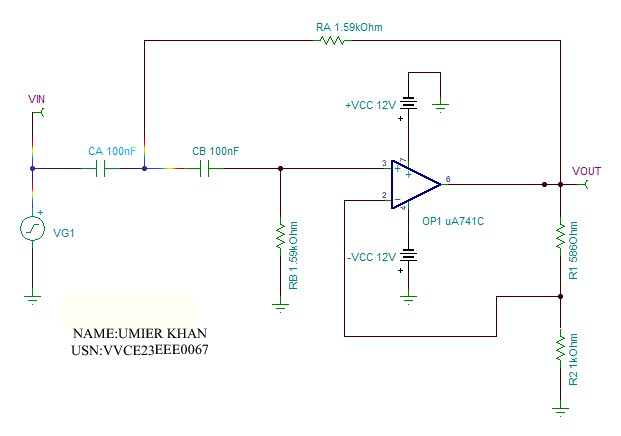 RA 1.59kOhm
VIN
+VCC 12V
+
CA 100nF
CB 100nF
3
7
+
+
6
VOUT
2
-
4
+
VG1
OP1 uA741C
RB 1.59kOhm
-VCC 12V
+
R1 586Ohm
R2 1kOhm
NAME:UMIER KHAN
USN:VVCE23EEE0067